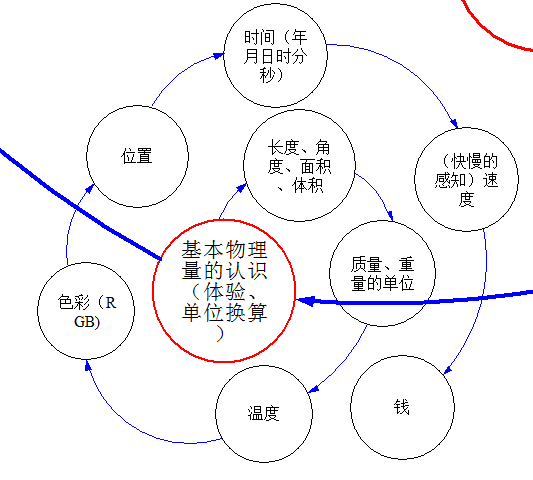 时间（年
月日时分
秒）
位置
长度、角
度、面积
、体积
（快慢的
感知）速
度
基本物理
量的认识
（体验、
单位换算
）
质量、重
量的单位
色彩（R
GB)
温度
钱